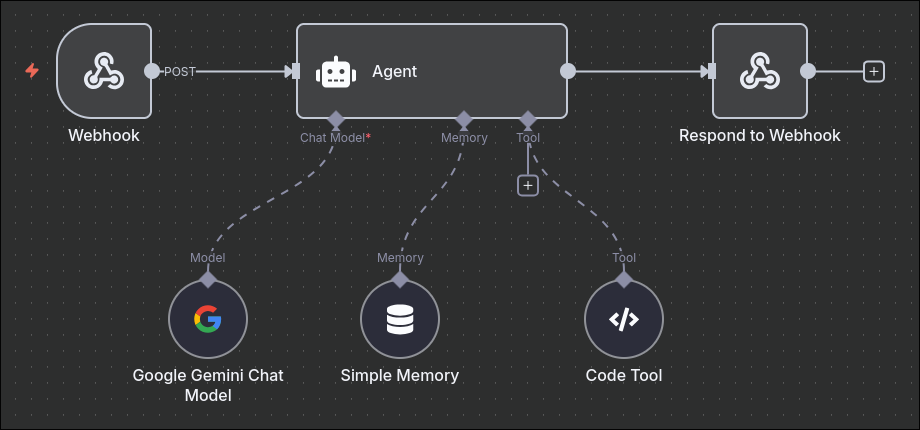 POST
Agent
Webhook
Respond to Webhook
Chat Model*
Memory
Tool
Model
Memory
Tool
Google Gemini Chat
Model
Simple Memory
Code Tool